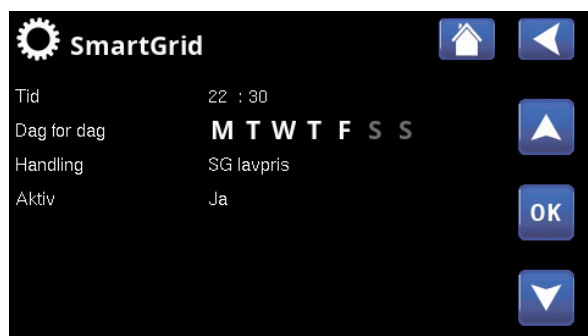 SmartGrid
Tid 22 : 30
Dag for dag M T W T F S S
Handling SG lavpris
Aktiv Ja
OK